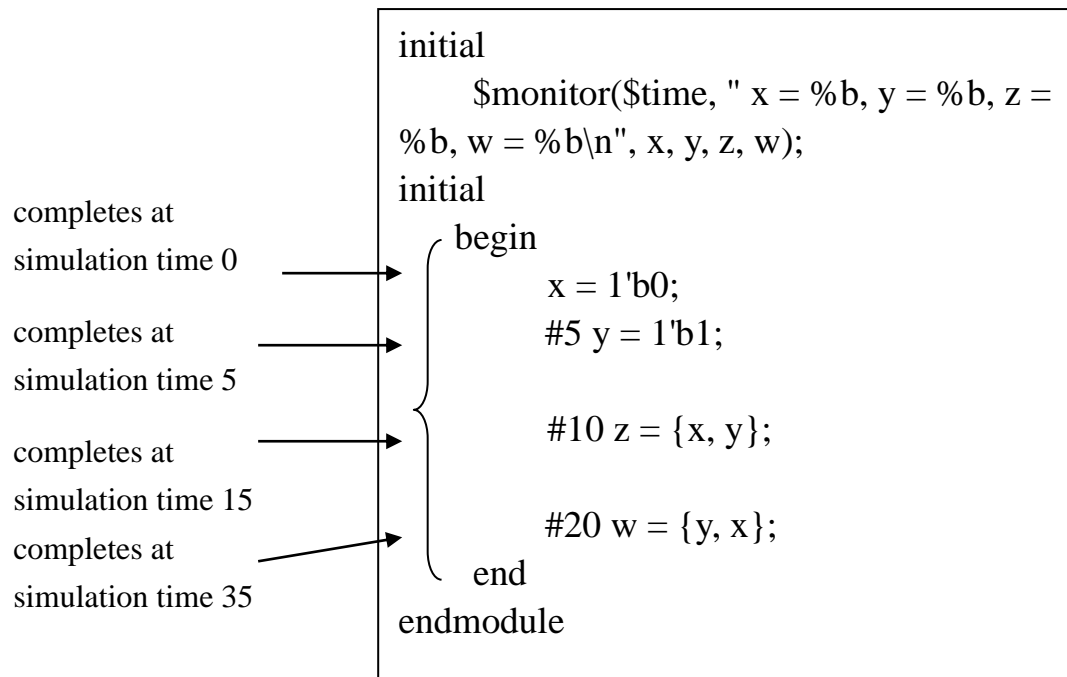 initial
$monitor($time, " x = %b, y = %b, z =
%b, w = %b\n", x, y, z, w);
initial
begin
x = 1'b0;
#5 y = 1'b1;
#10 z = {x, y};
#20 w = {y, x};
end
endmodule
completes at
simulation time 0
completes at
simulation time 5
completes at
simulation time 15
completes at
simulation time 35